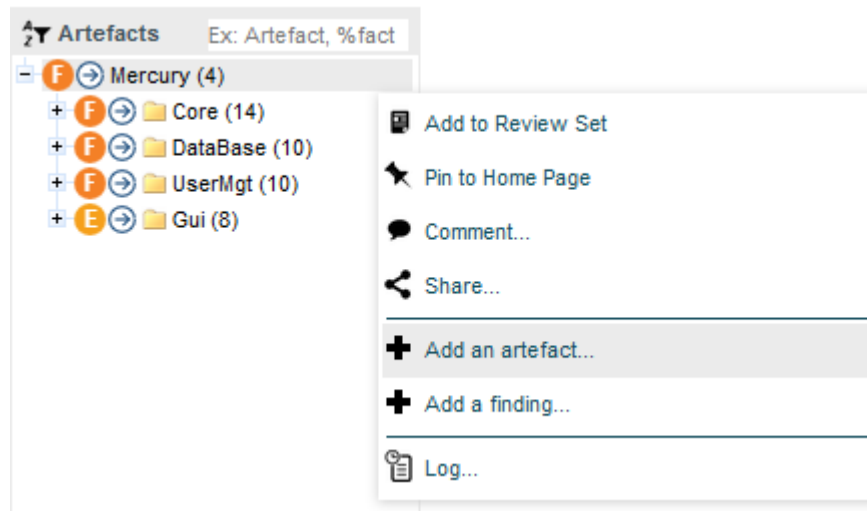 AZ Artefacts Ex: Artefact, %fact
F Mercury (4)
F Core (14)
F DataBase (10)
F UserMgt (10)
E Gui (8)
Add to Review Set
Pin to Home Page
Comment...
Share...
Add an artefact...
Add a finding...
Log...